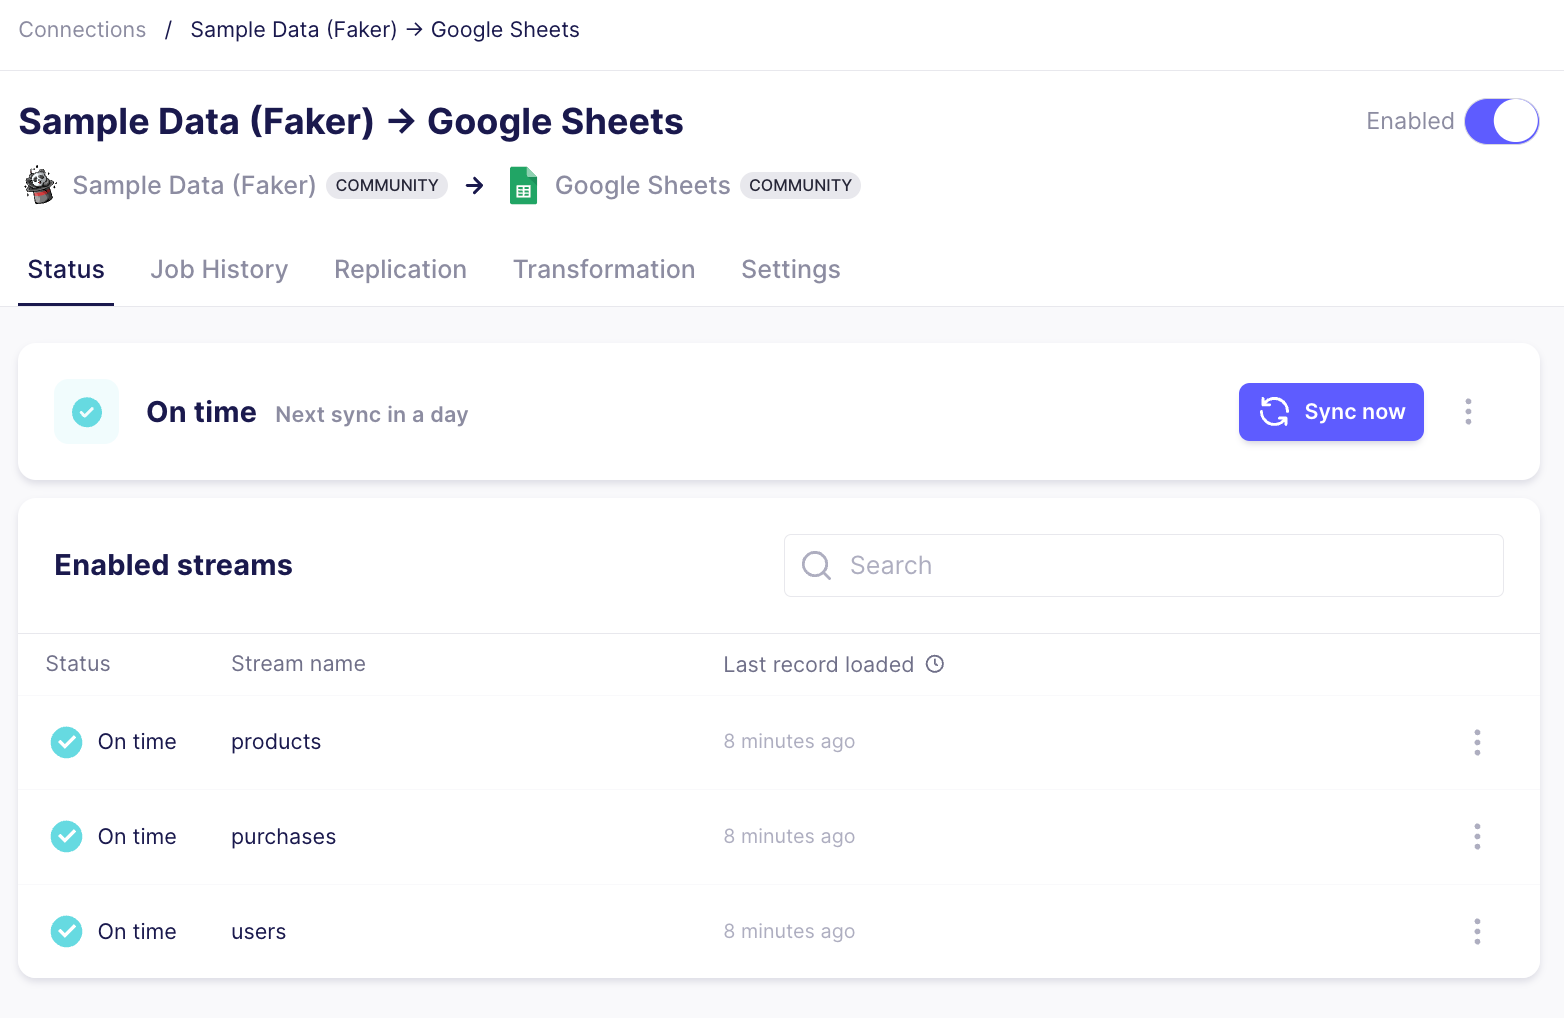 Connections / Sample Data (Faker) → Google Sheets
Sample Data (Faker) → Google Sheets
Enabled
Sample Data (Faker) COMMUNITY → Google Sheets COMMUNITY
Status Job History Replication Transformation Settings
On time Next sync in a day Sync now
Enabled streams Search
Status Stream name Last record loaded
On time products 8 minutes ago
On time purchases 8 minutes ago
On time users 8 minutes ago